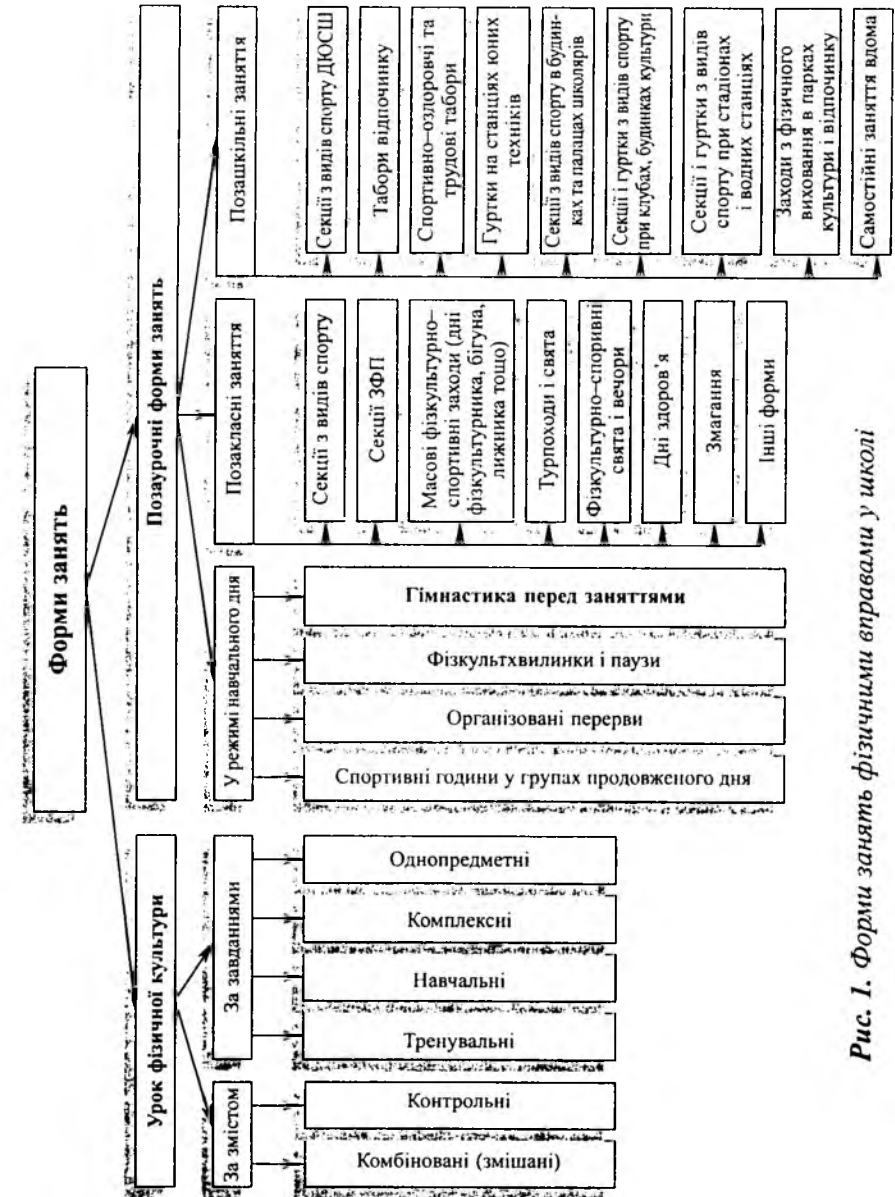 Форми занять
Урок фізичної культури
Позаурочні форми занять
За змістом
За завданнями
У режимі навчального дня
Позакласні заняття
Позашкільні заняття
Комбіновані (змішані)
Контрольні
Тренувальні
Навчальні
Комплексні
Однопредметні
Спортивні години у групах продовженого дня
Організовані перерви
Фізкультхвилинки і паузи
Гімнастика перед заняттями
Секції з видів спорту
Секції ЗФП
Масові фізкультурно–
спортивні заходи (дні
фізкультурника, бігуна,
лижника тощо)
Турпоходи і свята
Фізкультурно–споривні
свята і вечори
Дні здоров'я
Змагання
Інші форми
Секції з видів спорту ДЮСШ
Табори відпочинку
Спортивно–оздоровчі та
трудові табори
Гуртки на станціях юних
техніків
Секції з видів спорту в будин-
ках та палацах школярів
Секції і гуртки з видів спорту
при клубах, будинках культури
Секції і гуртки з видів
спорту при стадіонах
і водних станціях
Заходи з фізичного
виховання в парках
культури і відпочинку
Самостійні заняття вдома
Рис. 1. Форми занять фізичними вправами у школі